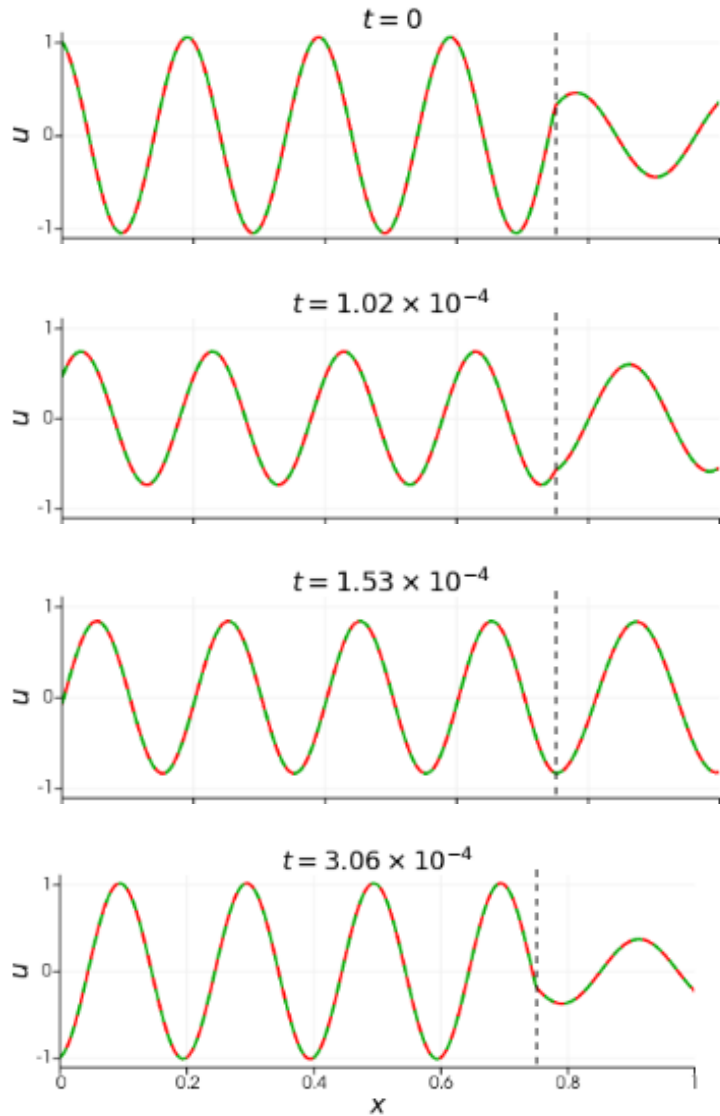 t = 0
1
0
-1
u
t = 1.02 × 10⁻⁴
1
0
-1
u
t = 1.53 × 10⁻⁴
1
0
-1
u
t = 3.06 × 10⁻⁴
1
0
-1
u
0 0.2 0.4 0.6 0.8 1
x